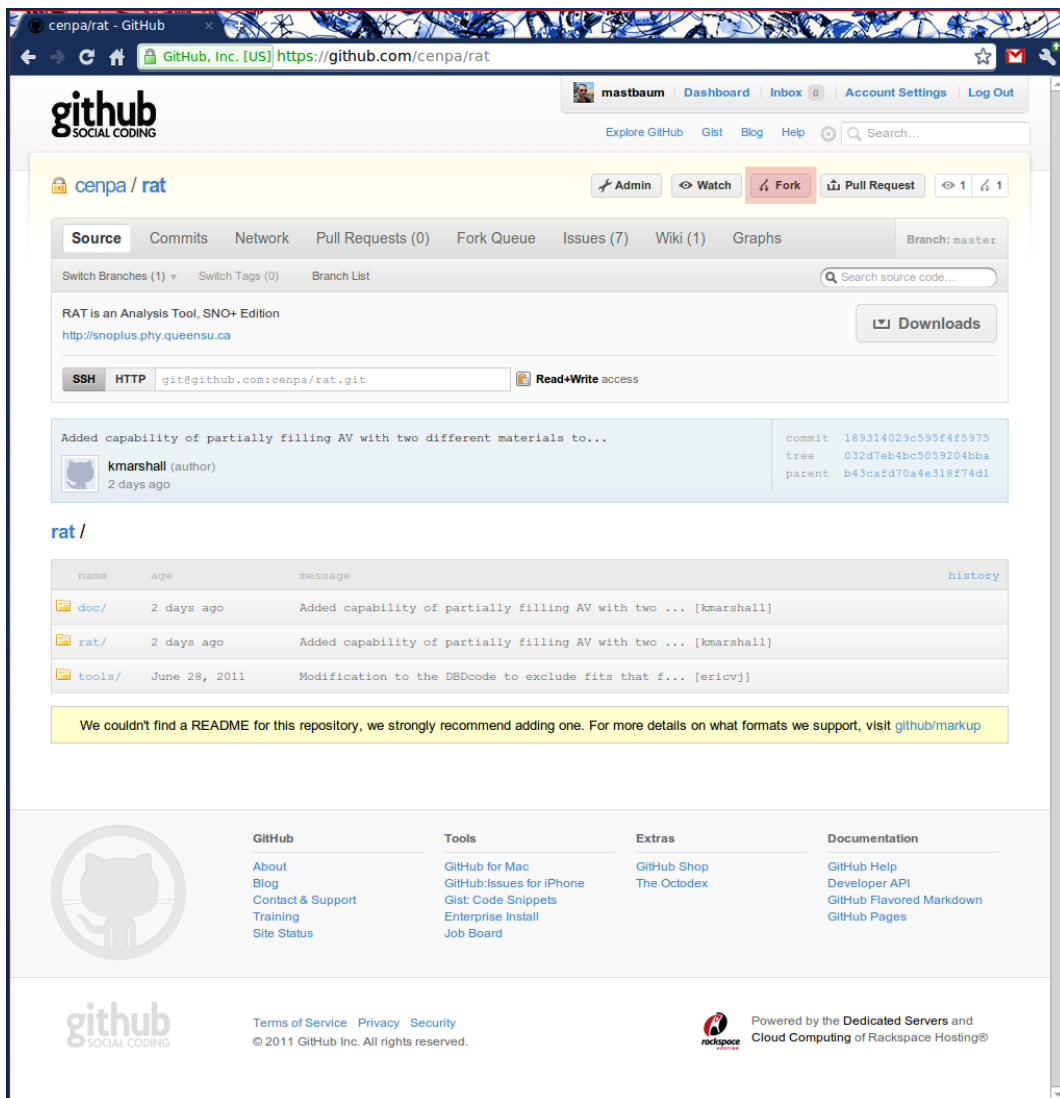 cenpa/rat - GitHub ×
GitHub, Inc. [US] https://github.com/cenpa/rat
github
SOCIAL CODING
mastbaum Dashboard Inbox 0 Account Settings Log Out
Explore GitHub Gist Blog Help Search...
cenpa / rat
Admin Watch Fork Pull Request 1 1
Source Commits Network Pull Requests (0) Fork Queue Issues (7) Wiki (1) Graphs Branch: master
Switch Branches (1) Switch Tags (0) Branch List Search source code...
RAT is an Analysis Tool, SNO+ Edition
http://snoplus.phy.queensu.ca
Downloads
SSH HTTP git@github.com:cenpa/rat.git Read+Write access
Added capability of partially filling AV with two different materials to...
kmarshall (author)
2 days ago
commit 189314029c595f4f5975
tree 032d7eb4bc5059204bba
parent b43cafd70a4e318f74d1
rat /
name age message history
doc/ 2 days ago Added capability of partially filling AV with two ... [kmarshall]
rat/ 2 days ago Added capability of partially filling AV with two ... [kmarshall]
tools/ June 28, 2011 Modification to the DBDcode to exclude fits that f... [ericvj]
We couldn't find a README for this repository, we strongly recommend adding one. For more details on what formats we support, visit github/markup
GitHub
About
Blog
Contact & Support
Training
Site Status
Tools
GitHub for Mac
GitHub:Issues for iPhone
Gist: Code Snippets
Enterprise Install
Job Board
Extras
GitHub Shop
The Octodex
Documentation
GitHub Help
Developer API
GitHub Flavored Markdown
GitHub Pages
github
SOCIAL CODING
Terms of Service Privacy Security
© 2011 GitHub Inc. All rights reserved.
rackspace
HOSTING
Powered by the Dedicated Servers and
Cloud Computing of Rackspace Hosting®